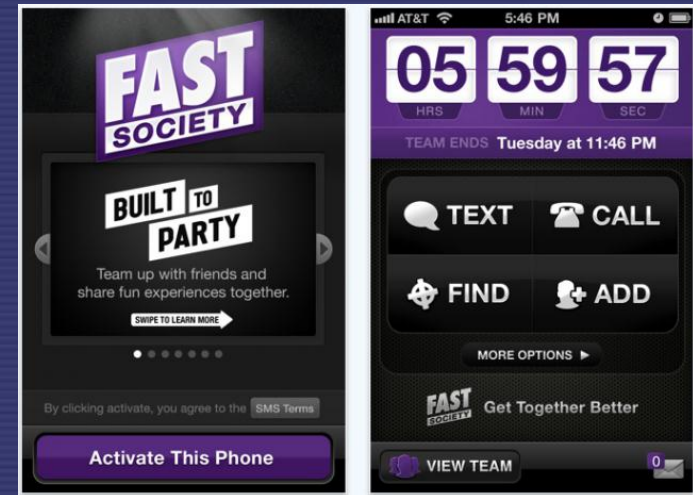 FAST
SOCIETY
BUILT TO
PARTY
Team up with friends and
share fun experiences together.
SWIPE TO LEARN MORE
By clicking activate, you agree to the SMS Terms
Activate This Phone
AT&T 5:46 PM
05 59 57
HRS MIN SEC
TEAM ENDS Tuesday at 11:46 PM
TEXT CALL
FIND ADD
MORE OPTIONS
FAST
SOCIETY
Get Together Better
VIEW TEAM 0